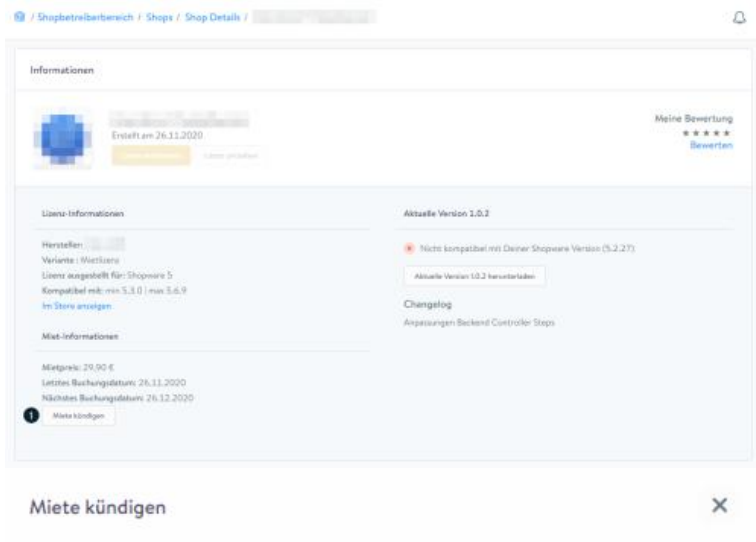 / Shopbetreiberbereich / Shops / Shop Details /
Informationen
Erstellt am 26.11.2020
Meine Bewertung
★★★★★
Bewerten
Lizenz-Informationen
Hersteller:
Variante : Mietlizenz
Lizenz ausgestellt für: Shopware 5
Kompatibel mit: min 5.3.0 | max 5.6.9
Im Store anzeigen
Miet-Informationen
Mietpreis: 29,90 €
Letztes Buchungsdatum: 26.11.2020
Nächstes Buchungsdatum: 26.12.2020
1 Miete kündigen
Aktuelle Version 1.0.2
Nicht kompatibel mit Deiner Shopware Version (5.2.27)
Aktuelle Version 1.0.2 herunterladen
Changelog
Anpassungen Backend Controller Steps
Miete kündigen